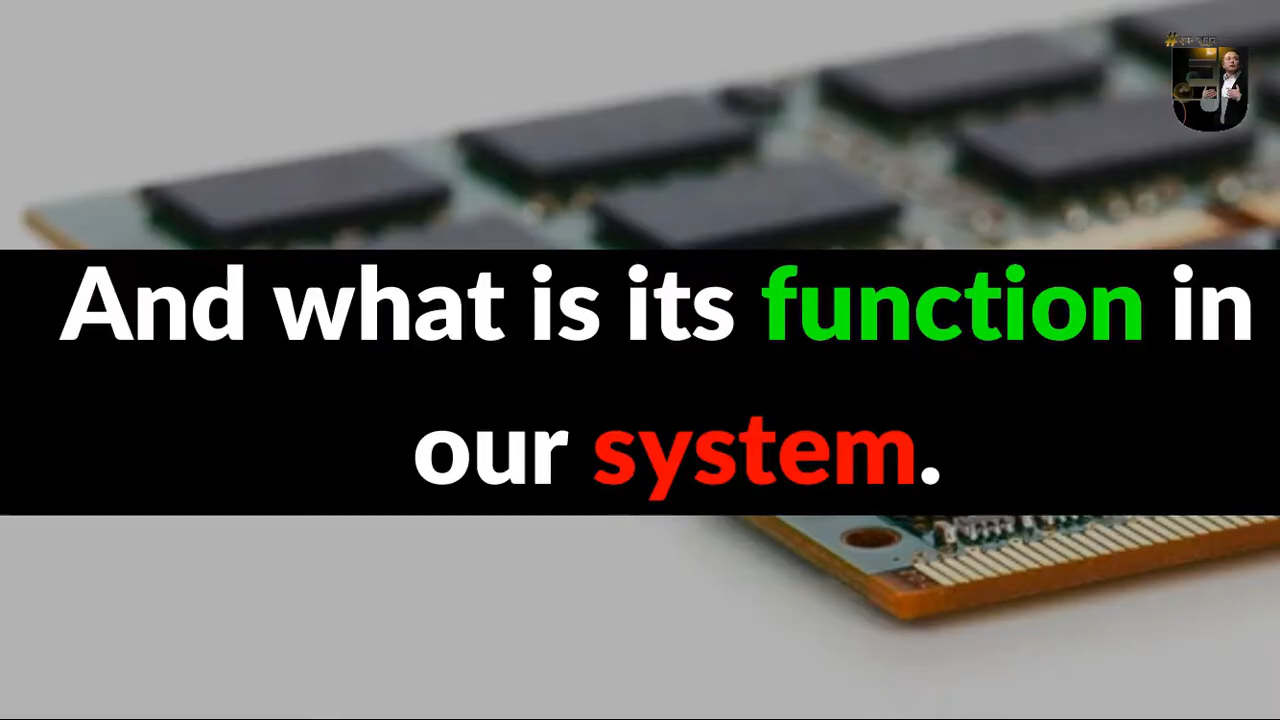 And what is its function in
our system.